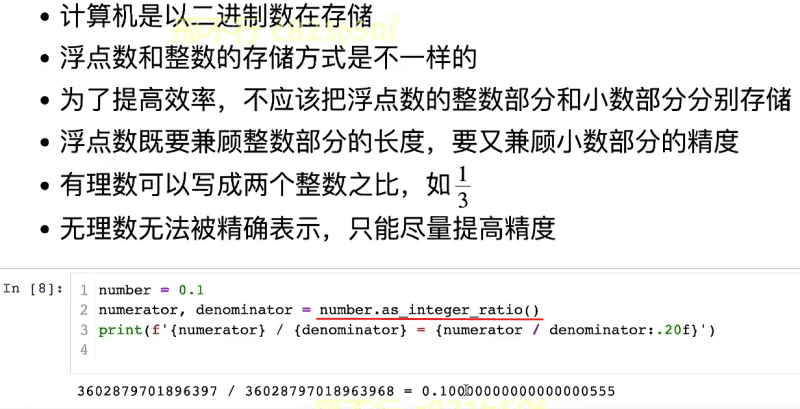 计算机是以二进制数在存储
浮点数和整数的存储方式是不一样的
为了提高效率，不应该把浮点数的整数部分和小数部分分别存储
浮点数既要兼顾整数部分的长度，要又兼顾小数部分的精度
有理数可以写成两个整数之比，如 1/3
无理数无法被精确表示，只能尽量提高精度
In [8]:
1 number = 0.1
2 numerator, denominator = number.as_integer_ratio()
3 print(f'{numerator} / {denominator} = {numerator / denominator:.20f}')
4
3602879701896397 / 36028797018963968 = 0.10000000000000000555